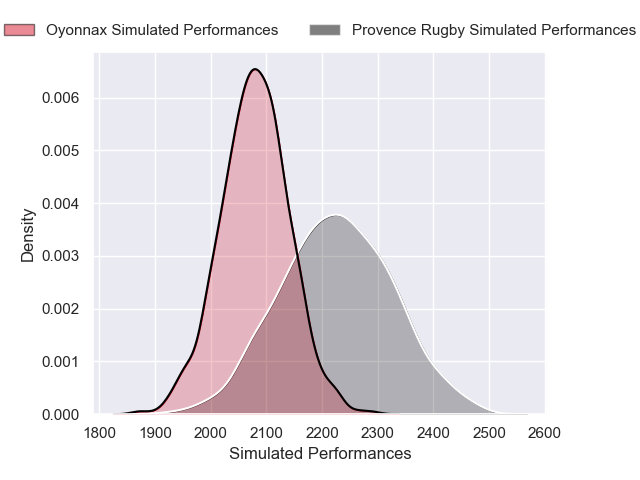 Oyonnax Simulated Performances
Provence Rugby Simulated Performances
0.006
0.005
0.004
0.003
0.002
0.001
0.000
Density
1800 1900 2000 2100 2200 2300 2400 2500 2600
Simulated Performances